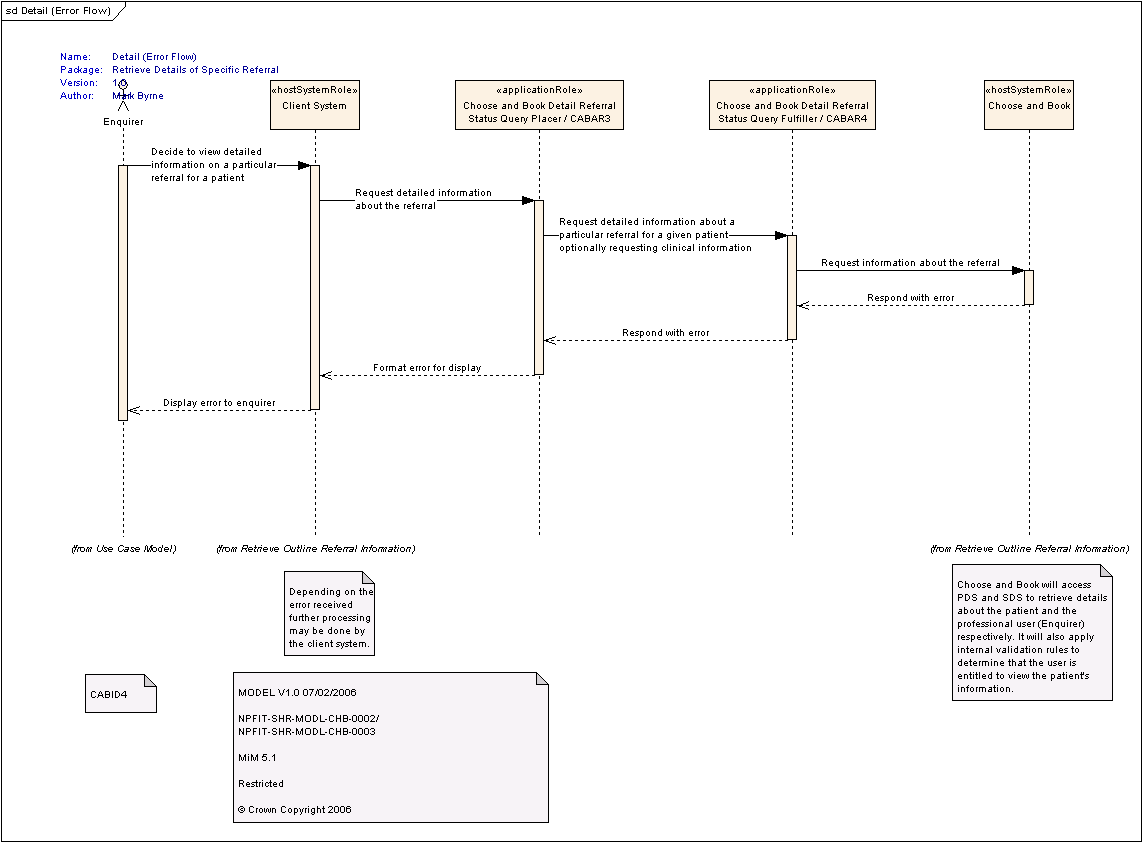 sd Detail (Error Flow)
Name: Detail (Error Flow)
Package: Retrieve Details of Specific Referral
Version: 1.0
Author: Mark Byrne
Enquirer
«hostSystemRole»
Client System
«applicationRole»
Choose and Book Detail Referral
Status Query Placer / CABAR3
«applicationRole»
Choose and Book Detail Referral
Status Query Fulfiller / CABAR4
«hostSystemRole»
Choose and Book
Decide to view detailed
information on a particular
referral for a patient
Request detailed information
about the referral
Request detailed information about a
particular referral for a given patient
optionally requesting clinical information
Request information about the referral
Respond with error
Respond with error
Format error for display
Display error to enquirer
(from Use Case Model)
(from Retrieve Outline Referral Information)
(from Retrieve Outline Referral Information)
Depending on the
error received
further processing
may be done by
the client system.
Choose and Book will access
PDS and SDS to retrieve details
about the patient and the
professional user (Enquirer)
respectively. It will also apply
internal validation rules to
determine that the user is
entitled to view the patient's
information.
CABID4
MODEL V1.0 07/02/2006
NPFIT-SHR-MODL-CHB-0002/
NPFIT-SHR-MODL-CHB-0003
MiM 5.1
Restricted
© Crown Copyright 2006